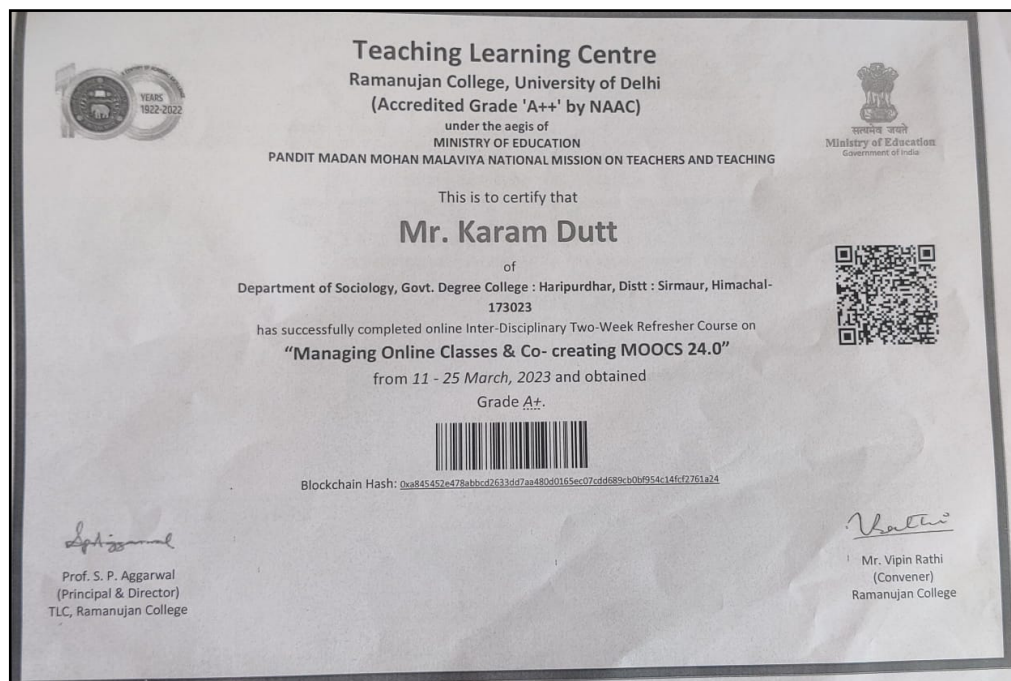 Teaching Learning Centre
Ramanujan College, University of Delhi
(Accredited Grade 'A++' by NAAC)
under the aegis of
MINISTRY OF EDUCATION
PANDIT MADAN MOHAN MALAVIYA NATIONAL MISSION ON TEACHERS AND TEACHING
YEARS
1922-2022
सत्यमेव जयते
Ministry of Education
Government of India
This is to certify that
Mr. Karam Dutt
of
Department of Sociology, Govt. Degree College : Haripurdhar, Distt : Sirmaur, Himachal-
173023
has successfully completed online Inter-Disciplinary Two-Week Refresher Course on
“Managing Online Classes & Co- creating MOOCS 24.0”
from 11 - 25 March, 2023 and obtained
Grade A+.
Blockchain Hash: 0xa845452e478abbcd2633dd7aa480d0165ec07cdd689cb0bf954c14fcf2761a24
SpAggarwal
Prof. S. P. Aggarwal
(Principal & Director)
TLC, Ramanujan College
VRathi
Mr. Vipin Rathi
(Convener)
Ramanujan College